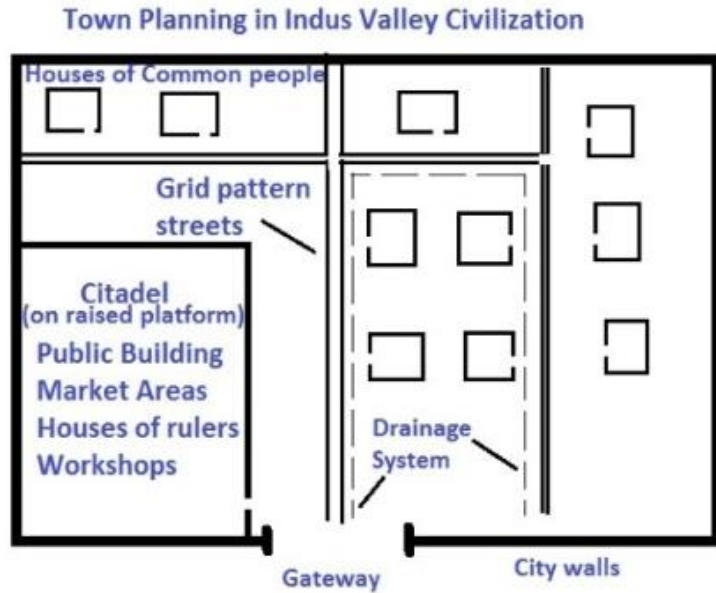 Town Planning in Indus Valley Civilization
Houses of Common people
Grid pattern
streets
Citadel
(on raised platform)
Public Building
Market Areas
Houses of rulers
Workshops
Drainage
System
Gateway
City walls